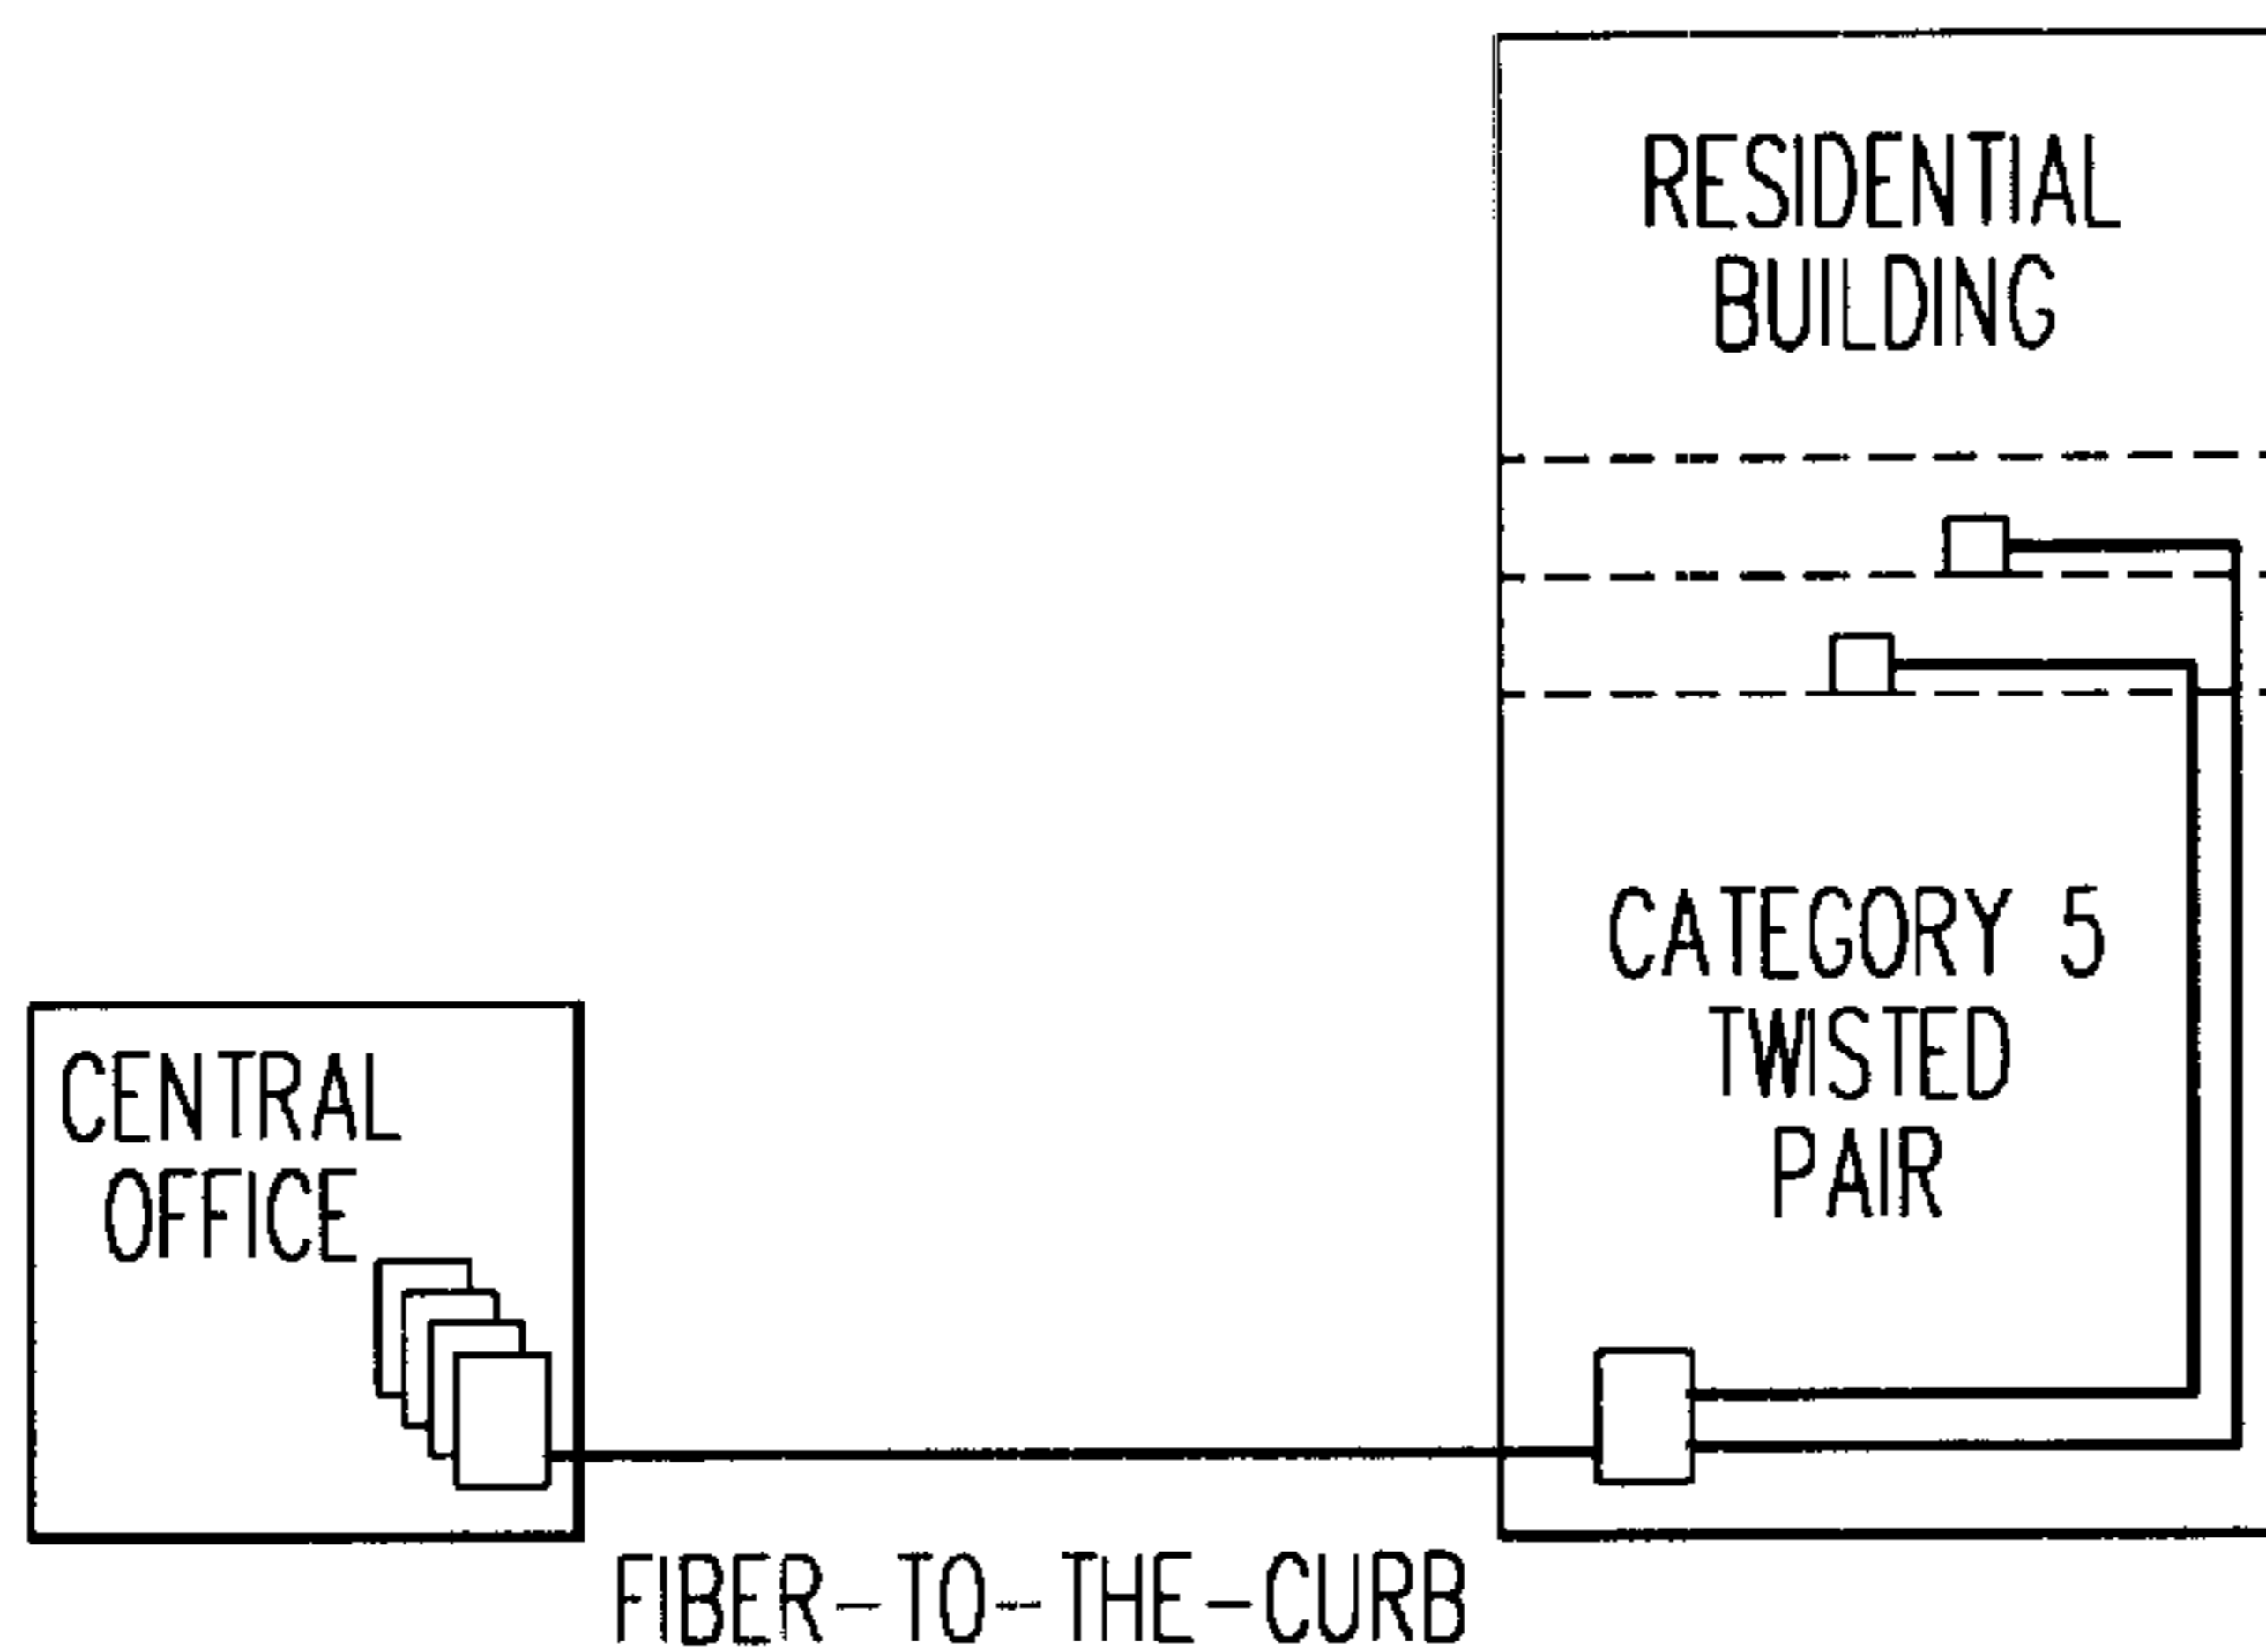 RESIDENTIAL
BUILDING
CATEGORY 5
TWISTED
PAIR
CENTRAL
OFFICE
FIBER-TO-THE-CURB